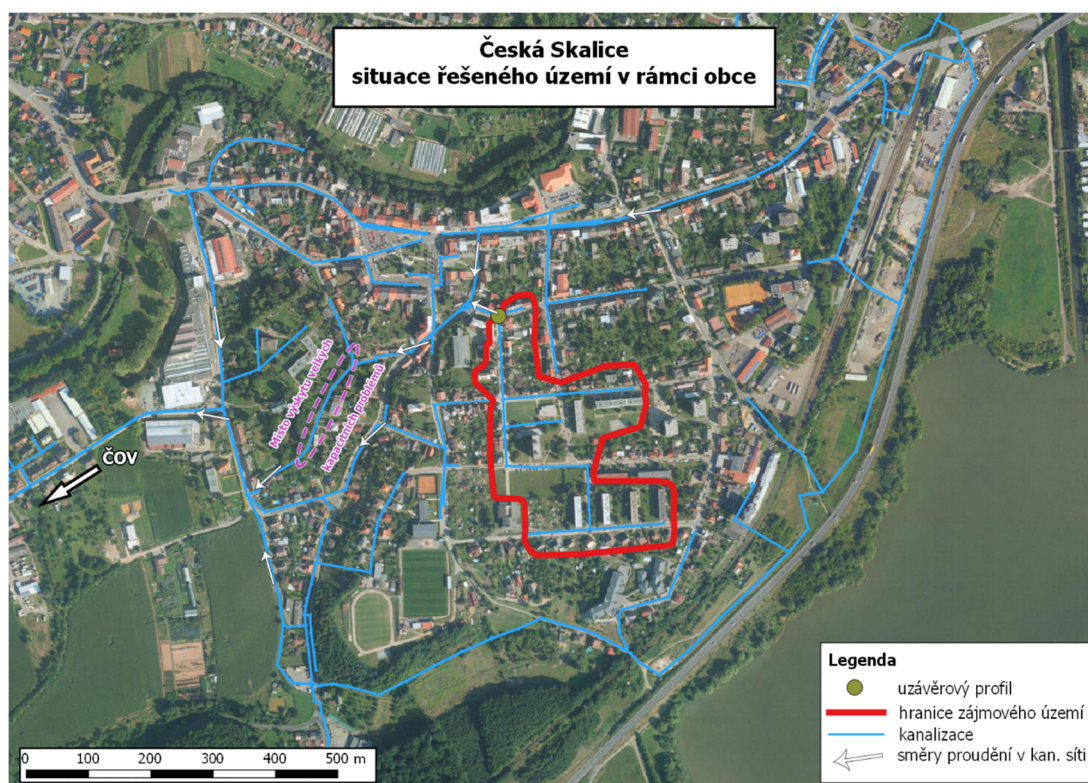 Česká Skalice
situace řešeného území v rámci obce
Místo výskytu velkých
kapacitních problémů
ČOV
Legenda
uzávěrový profil
hranice zájmového území
kanalizace
směry proudění v kan. síti
0 100 200 300 400 500 m